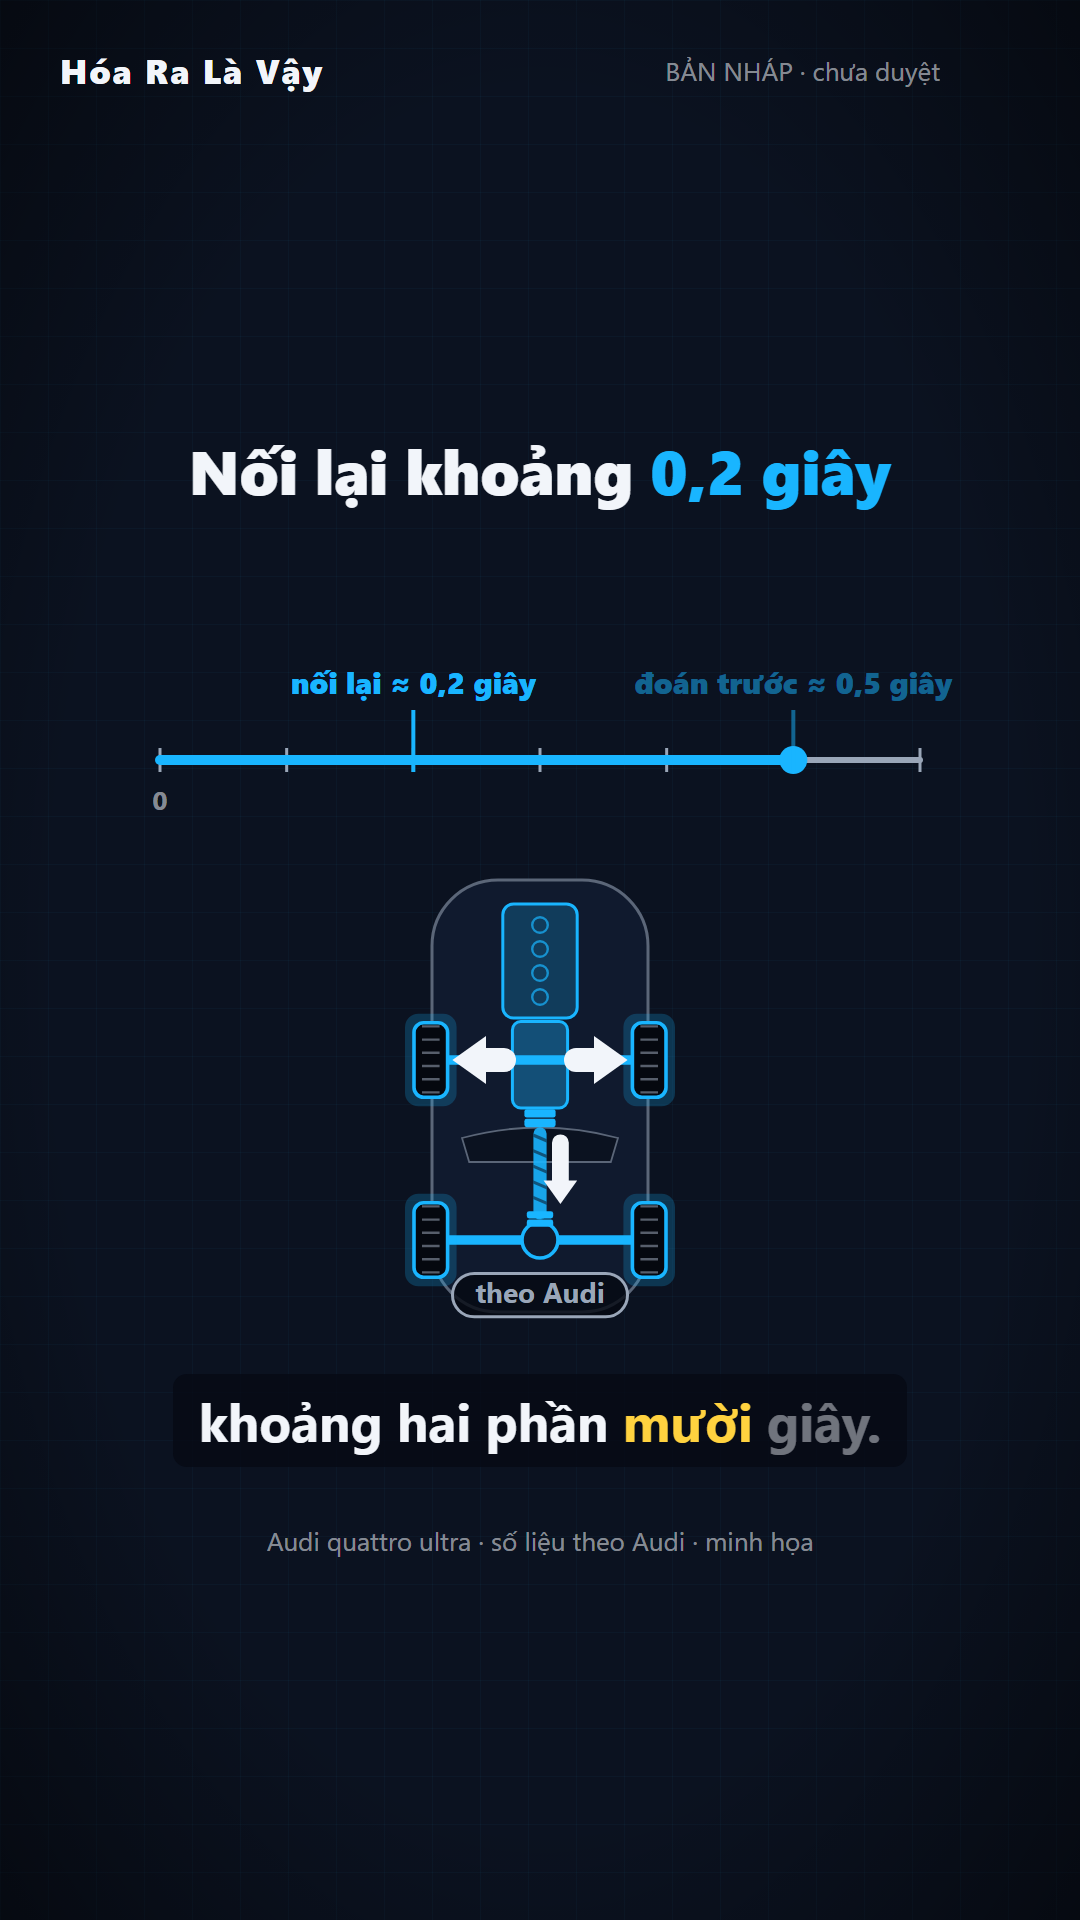 Hóa Ra Là Vậy
BẢN NHÁP · chưa duyệt
Nối lại khoảng 0,2 giây
nối lại ≈ 0,2 giây
đoán trước ≈ 0,5 giây
0
theo Audi
khoảng hai phần mười giây.
Audi quattro ultra · số liệu theo Audi · minh họa